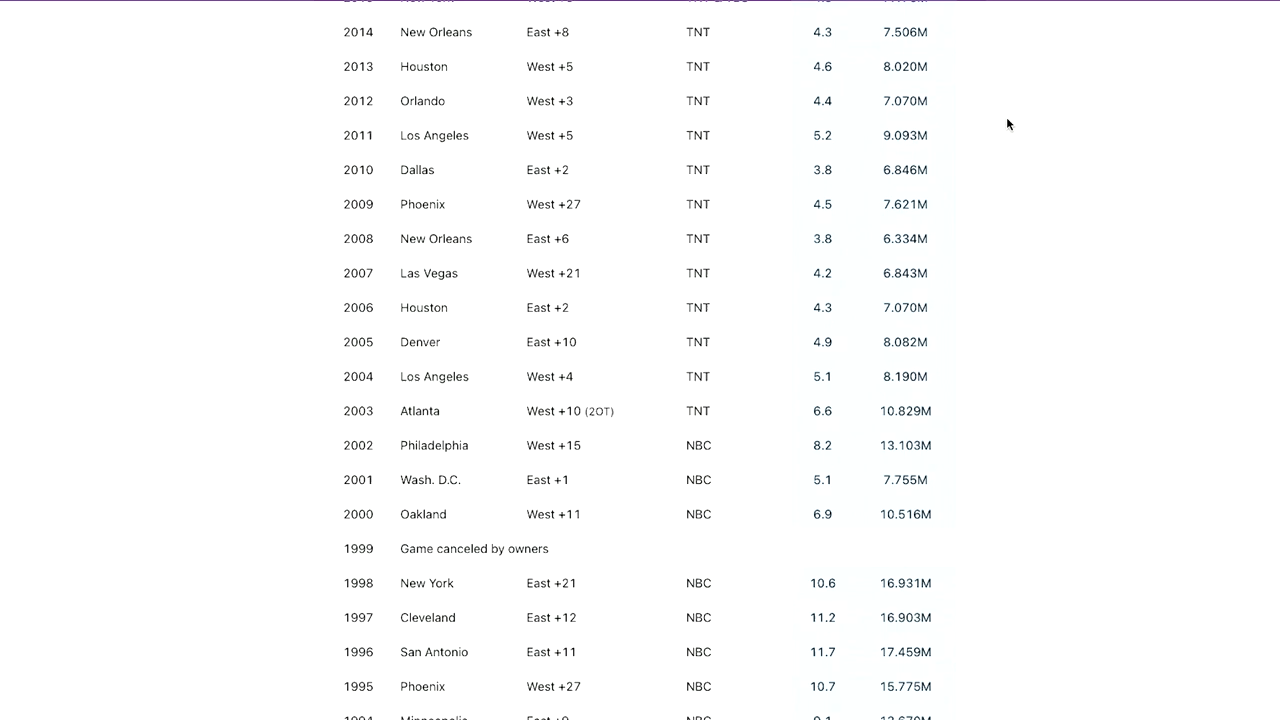 2014 New Orleans East +8 TNT 4.3 7.506M
2013 Houston West +5 TNT 4.6 8.020M
2012 Orlando West +3 TNT 4.4 7.070M
2011 Los Angeles West +5 TNT 5.2 9.093M
2010 Dallas East +2 TNT 3.8 6.846M
2009 Phoenix West +27 TNT 4.5 7.621M
2008 New Orleans East +6 TNT 3.8 6.334M
2007 Las Vegas West +21 TNT 4.2 6.843M
2006 Houston East +2 TNT 4.3 7.070M
2005 Denver East +10 TNT 4.9 8.082M
2004 Los Angeles West +4 TNT 5.1 8.190M
2003 Atlanta West +10 (2OT) TNT 6.6 10.829M
2002 Philadelphia West +15 NBC 8.2 13.103M
2001 Wash. D.C. East +1 NBC 5.1 7.755M
2000 Oakland West +11 NBC 6.9 10.516M
1999 Game canceled by owners
1998 New York East +21 NBC 10.6 16.931M
1997 Cleveland East +12 NBC 11.2 16.903M
1996 San Antonio East +11 NBC 11.7 17.459M
1995 Phoenix West +27 NBC 10.7 15.775M